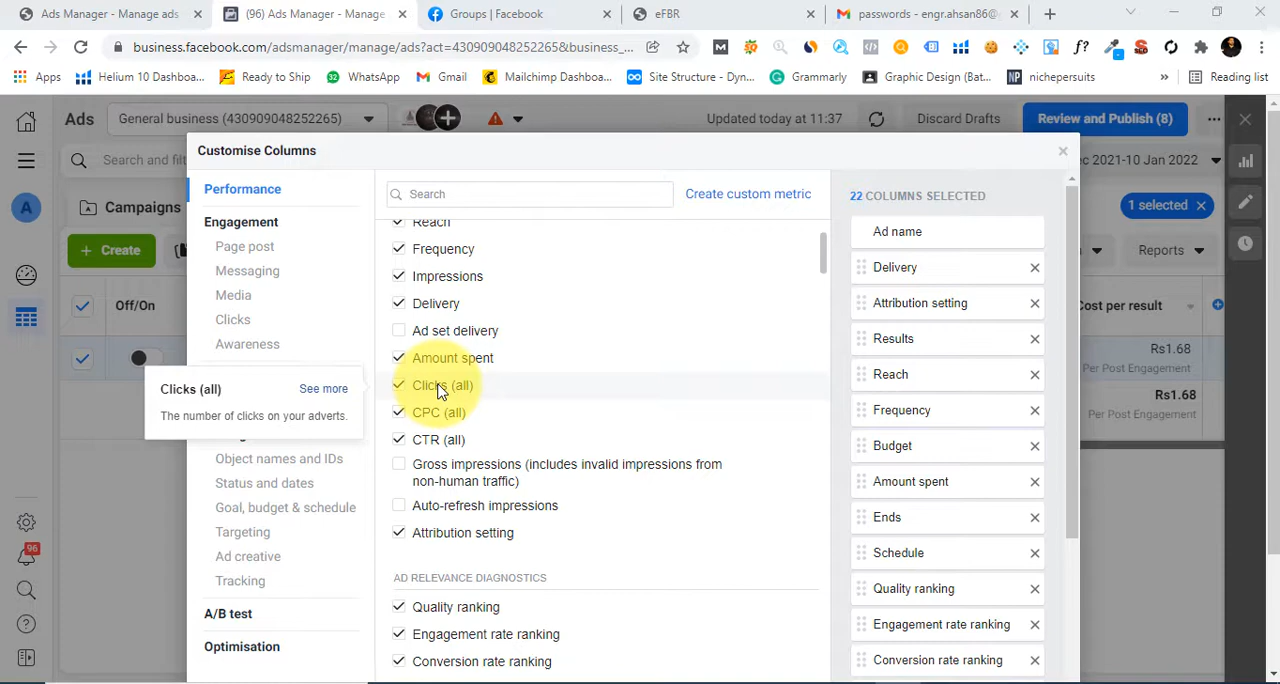 Ads Manager - Manage ads
(96) Ads Manager - Manage
Groups | Facebook
eFBR
passwords - engr.ahsan86@
business.facebook.com/adsmanager/manage/ads?act=430909048252265&business_...
Apps
Helium 10 Dashboa...
Ready to Ship
WhatsApp
Gmail
Mailchimp Dashboa...
Site Structure - Dyn...
Grammarly
Graphic Design (Bat...
nichepersuits
»
Reading list
Ads
General business (430909048252265)
Updated today at 11:37
Discard Drafts
Review and Publish (8)
Search and filt
Customise Columns
ec 2021-10 Jan 2022
Performance
Search
Create custom metric
22 COLUMNS SELECTED
Campaigns
1 selected
Engagement
Reach
Ad name
Create
Page post
Frequency
Reports
Messaging
Impressions
Delivery
Off/On
Media
Delivery
Attribution setting
Cost per result
Clicks
Ad set delivery
Results
Awareness
Amount spent
Rs1.68
Per Post Engagement
Clicks (all)
See more
Clicks (all)
Reach
The number of clicks on your adverts.
CPC (all)
Frequency
Rs1.68
Per Post Engagement
CTR (all)
Budget
Object names and IDs
Gross impressions (includes invalid impressions from
non-human traffic)
Amount spent
Status and dates
Goal, budget & schedule
Auto-refresh impressions
Ends
Targeting
Attribution setting
Schedule
Ad creative
Tracking
AD RELEVANCE DIAGNOSTICS
Quality ranking
A/B test
Quality ranking
Engagement rate ranking
Optimisation
Engagement rate ranking
Conversion rate ranking
Conversion rate ranking
A
96